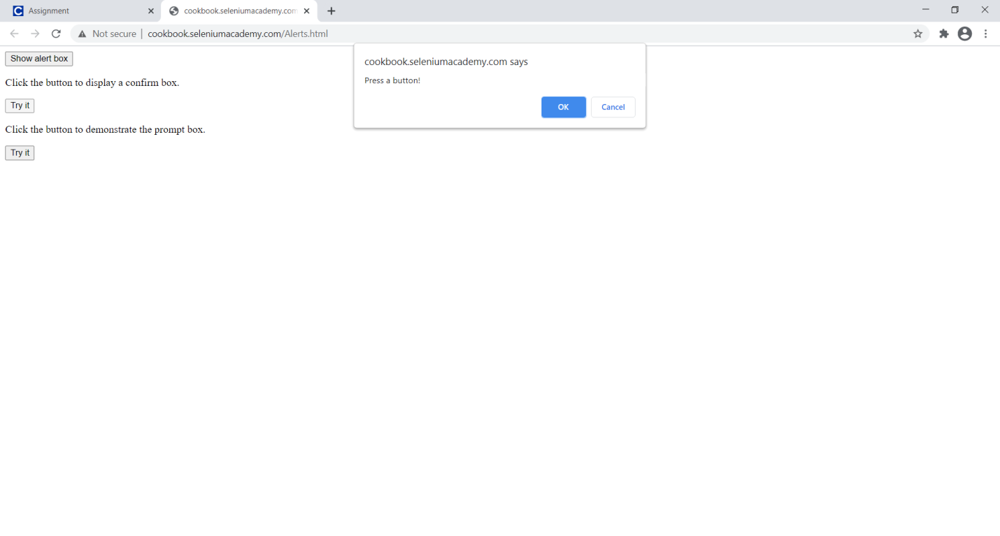 Assignment
cookbook.seleniumacademy.com
Not secure | cookbook.seleniumacademy.com/Alerts.html
Show alert box
Click the button to display a confirm box.
Try it
Click the button to demonstrate the prompt box.
Try it
cookbook.seleniumacademy.com says
Press a button!
OK Cancel